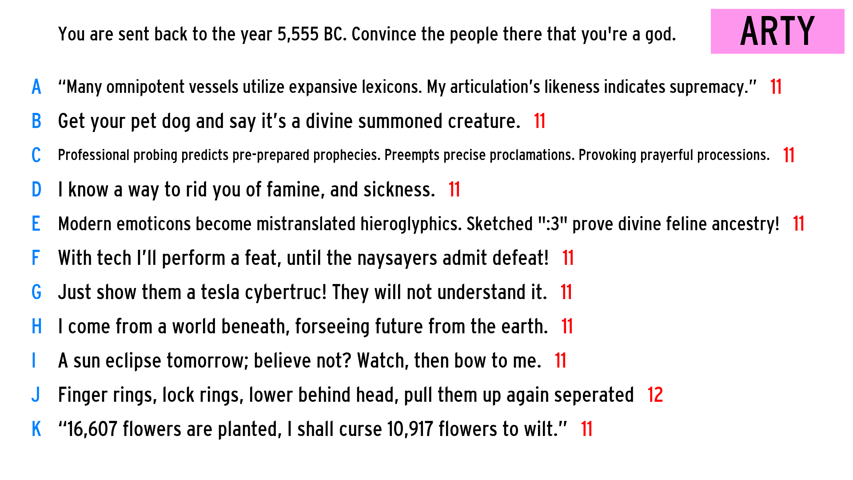 You are sent back to the year 5,555 BC. Convince the people there that you're a god.
ARTY
A “Many omnipotent vessels utilize expansive lexicons. My articulation’s likeness indicates supremacy.” 11
B Get your pet dog and say it’s a divine summoned creature. 11
C Professional probing predicts pre-prepared prophecies. Preempts precise proclamations. Provoking prayerful processions. 11
D I know a way to rid you of famine, and sickness. 11
E Modern emoticons become mistranslated hieroglyphics. Sketched ":3" prove divine feline ancestry! 11
F With tech I’ll perform a feat, until the naysayers admit defeat! 11
G Just show them a tesla cybertruc! They will not understand it. 11
H I come from a world beneath, forseeing future from the earth. 11
I A sun eclipse tomorrow; believe not? Watch, then bow to me. 11
J Finger rings, lock rings, lower behind head, pull them up again seperated 12
K “16,607 flowers are planted, I shall curse 10,917 flowers to wilt.” 11